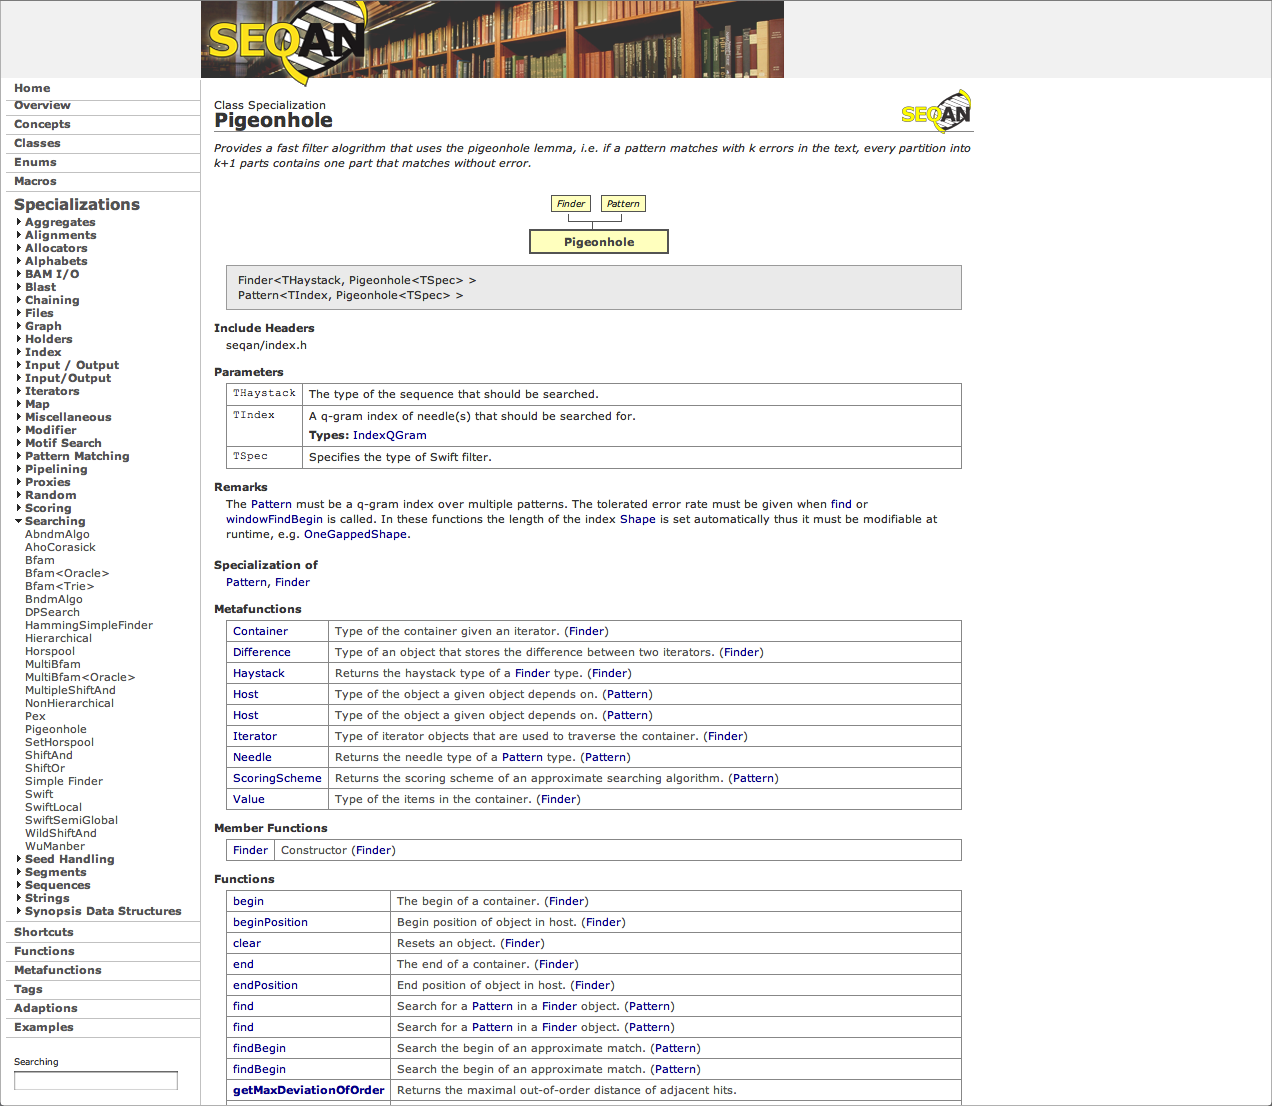 SEQAN
Home
Overview
Concepts
Classes
Enums
Macros
Specializations
Aggregates
Alignments
Allocators
Alphabets
BAM I/O
Blast
Chaining
Files
Graph
Holders
Index
Input / Output
Input/Output
Iterators
Map
Miscellaneous
Modifier
Motif Search
Pattern Matching
Pipelining
Proxies
Random
Scoring
Searching
AbndmAlgo
AhoCorasick
Bfam
Bfam<Oracle>
Bfam<Trie>
BndmAlgo
DPSearch
HammingSimpleFinder
Hierarchical
Horspool
MultiBfam
MultiBfam<Oracle>
MultipleShiftAnd
NonHierarchical
Pex
Pigeonhole
SetHorspool
ShiftAnd
ShiftOr
Simple Finder
Swift
SwiftLocal
SwiftSemiGlobal
WildShiftAnd
WuManber
Seed Handling
Segments
Sequences
Strings
Synopsis Data Structures
Shortcuts
Functions
Metafunctions
Tags
Adaptions
Examples
Searching
Class Specialization
Pigeonhole
SEQAN
Provides a fast filter alogrithm that uses the pigeonhole lemma, i.e. if a pattern matches with k errors in the text, every partition into
k+1 parts contains one part that matches without error.
Finder Pattern
Pigeonhole
Finder<THaystack, Pigeonhole<TSpec> >
Pattern<TIndex, Pigeonhole<TSpec> >
Include Headers
seqan/index.h
Parameters
THaystack The type of the sequence that should be searched.
TIndex A q-gram index of needle(s) that should be searched for.
Types: IndexQGram
TSpec Specifies the type of Swift filter.
Remarks
The Pattern must be a q-gram index over multiple patterns. The tolerated error rate must be given when find or
windowFindBegin is called. In these functions the length of the index Shape is set automatically thus it must be modifiable at
runtime, e.g. OneGappedShape.
Specialization of
Pattern, Finder
Metafunctions
Container Type of the container given an iterator. (Finder)
Difference Type of an object that stores the difference between two iterators. (Finder)
Haystack Returns the haystack type of a Finder type. (Finder)
Host Type of the object a given object depends on. (Pattern)
Host Type of the object a given object depends on. (Pattern)
Iterator Type of iterator objects that are used to traverse the container. (Finder)
Needle Returns the needle type of a Pattern type. (Pattern)
ScoringScheme Returns the scoring scheme of an approximate searching algorithm. (Pattern)
Value Type of the items in the container. (Finder)
Member Functions
Finder Constructor (Finder)
Functions
begin The begin of a container. (Finder)
beginPosition Begin position of object in host. (Finder)
clear Resets an object. (Finder)
end The end of a container. (Finder)
endPosition End position of object in host. (Finder)
find Search for a Pattern in a Finder object. (Pattern)
find Search for a Pattern in a Finder object. (Pattern)
findBegin Search the begin of an approximate match. (Pattern)
findBegin Search the begin of an approximate match. (Pattern)
getMaxDeviationOfOrder Returns the maximal out-of-order distance of adjacent hits.